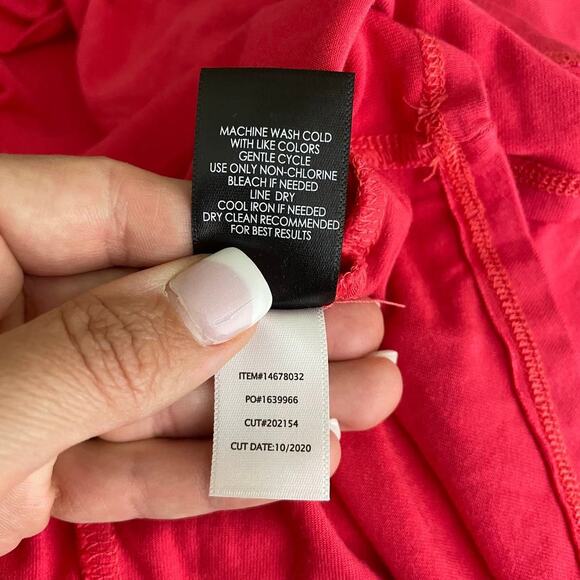 MACHINE WASH COLD
WITH LIKE COLORS
GENTLE CYCLE
USE ONLY NON-CHLORINE
BLEACH IF NEEDED
LINE DRY
COOL IRON IF NEEDED
DRY CLEAN RECOMMENDED
FOR BEST RESULTS
ITEM#14678032
PO#1639966
CUT#202154
CUT DATE:10/2020